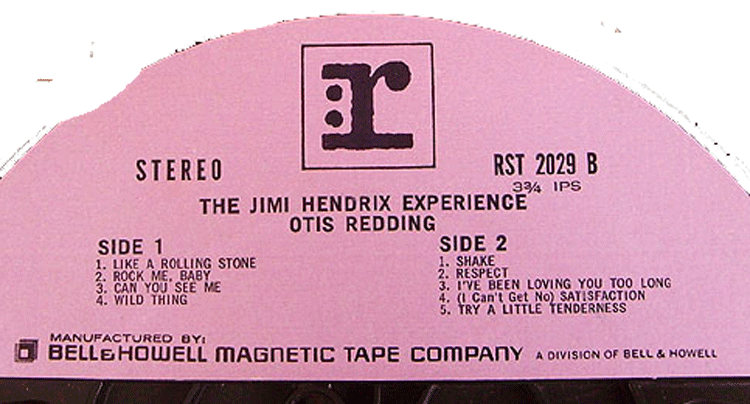 r:
STEREO
RST 2029 B
3¾ IPS
THE JIMI HENDRIX EXPERIENCE
OTIS REDDING
SIDE 1
1. LIKE A ROLLING STONE
2. ROCK ME, BABY
3. CAN YOU SEE ME
4. WILD THING
SIDE 2
1. SHAKE
2. RESPECT
3. I'VE BEEN LOVING YOU TOO LONG
4. (I Can't Get No) SATISFACTION
5. TRY A LITTLE TENDERNESS
MANUFACTURED BY:
BELL & HOWELL MAGNETIC TAPE COMPANY A DIVISION OF BELL & HOWELL